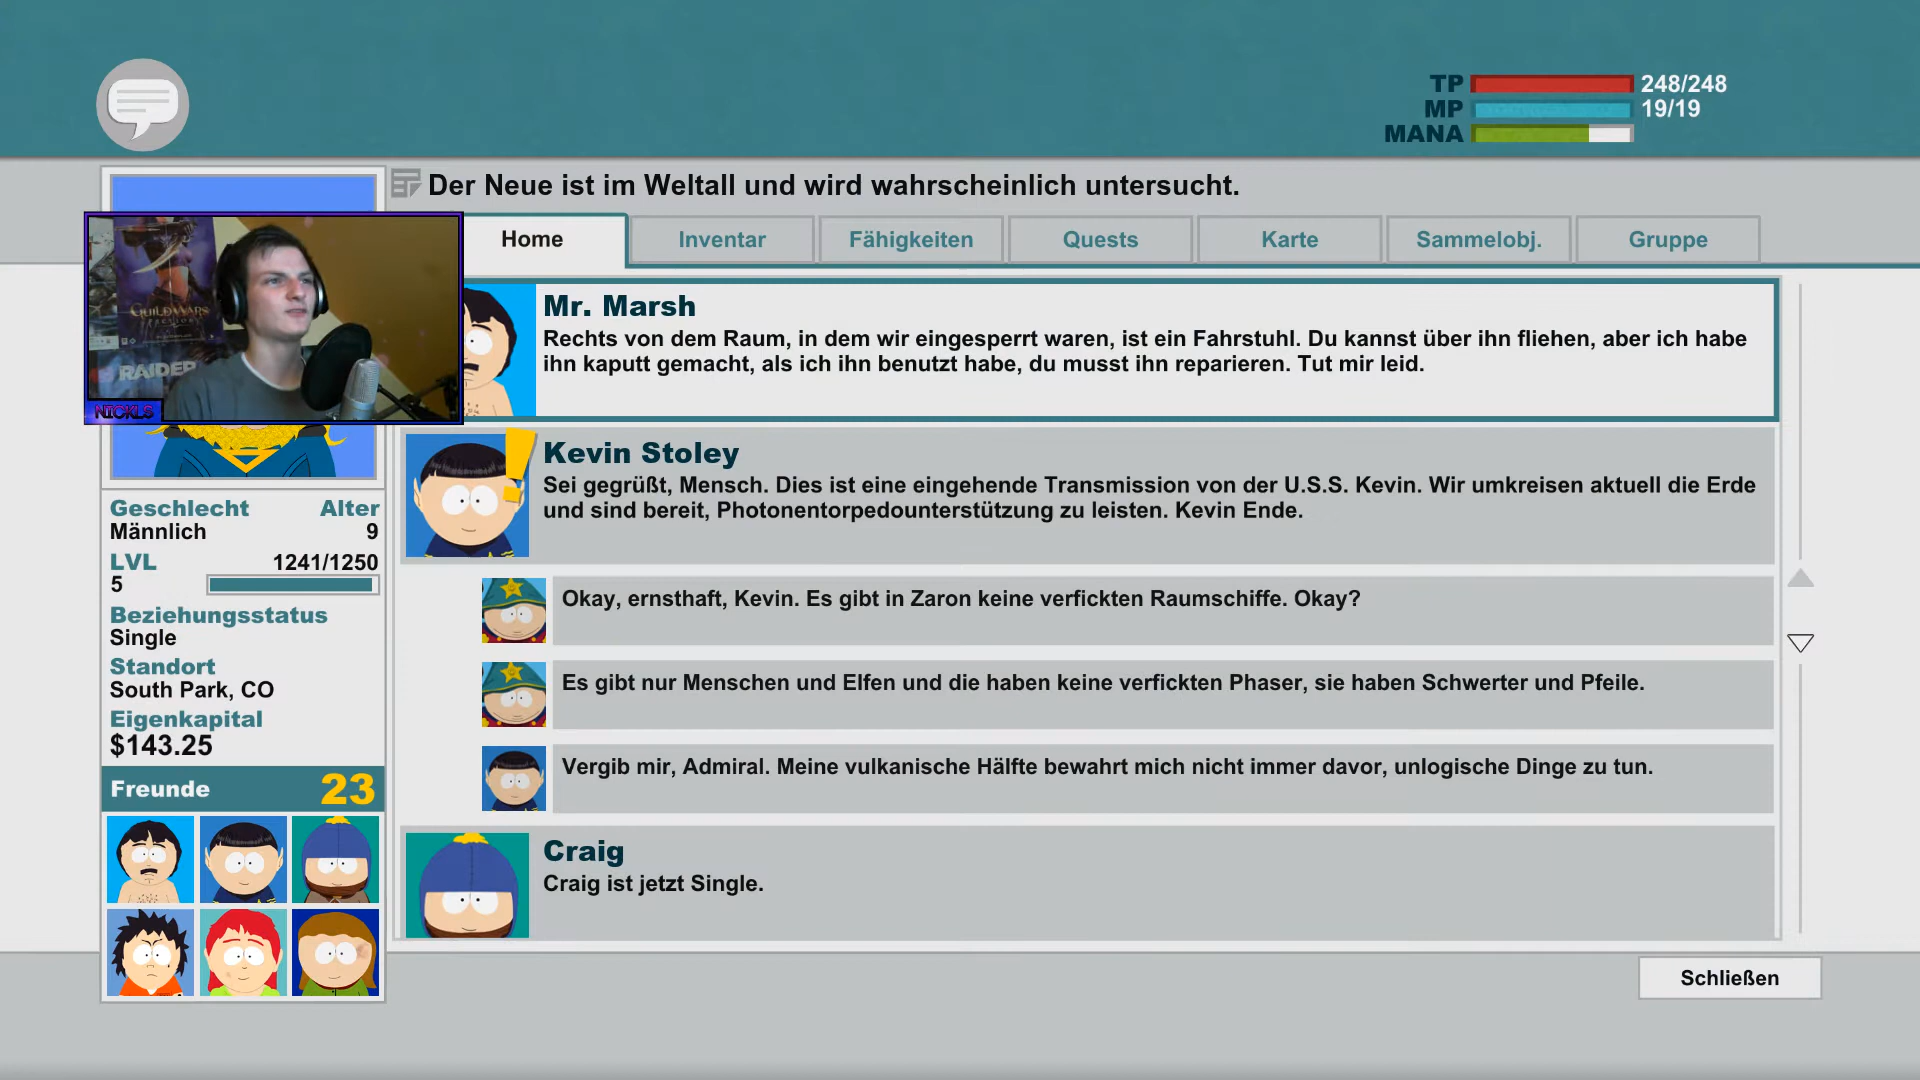 TP 248/248
MP 19/19
MANA
Der Neue ist im Weltall und wird wahrscheinlich untersucht.
Home Inventar Fähigkeiten Quests Karte Sammelobj. Gruppe
GUILD WARS
FACTIONS
RAIDER
NICKLS
Mr. Marsh
Rechts von dem Raum, in dem wir eingesperrt waren, ist ein Fahrstuhl. Du kannst über ihn fliehen, aber ich habe
ihn kaputt gemacht, als ich ihn benutzt habe, du musst ihn reparieren. Tut mir leid.
Kevin Stoley
Sei gegrüßt, Mensch. Dies ist eine eingehende Transmission von der U.S.S. Kevin. Wir umkreisen aktuell die Erde
und sind bereit, Photonentorpedounterstützung zu leisten. Kevin Ende.
Okay, ernsthaft, Kevin. Es gibt in Zaron keine verfickten Raumschiffe. Okay?
Es gibt nur Menschen und Elfen und die haben keine verfickten Phaser, sie haben Schwerter und Pfeile.
Vergib mir, Admiral. Meine vulkanische Hälfte bewahrt mich nicht immer davor, unlogische Dinge zu tun.
Craig
Craig ist jetzt Single.
Geschlecht Alter
Männlich 9
LVL 1241/1250
5
Beziehungsstatus
Single
Standort
South Park, CO
Eigenkapital
$143.25
Freunde 23
Schließen